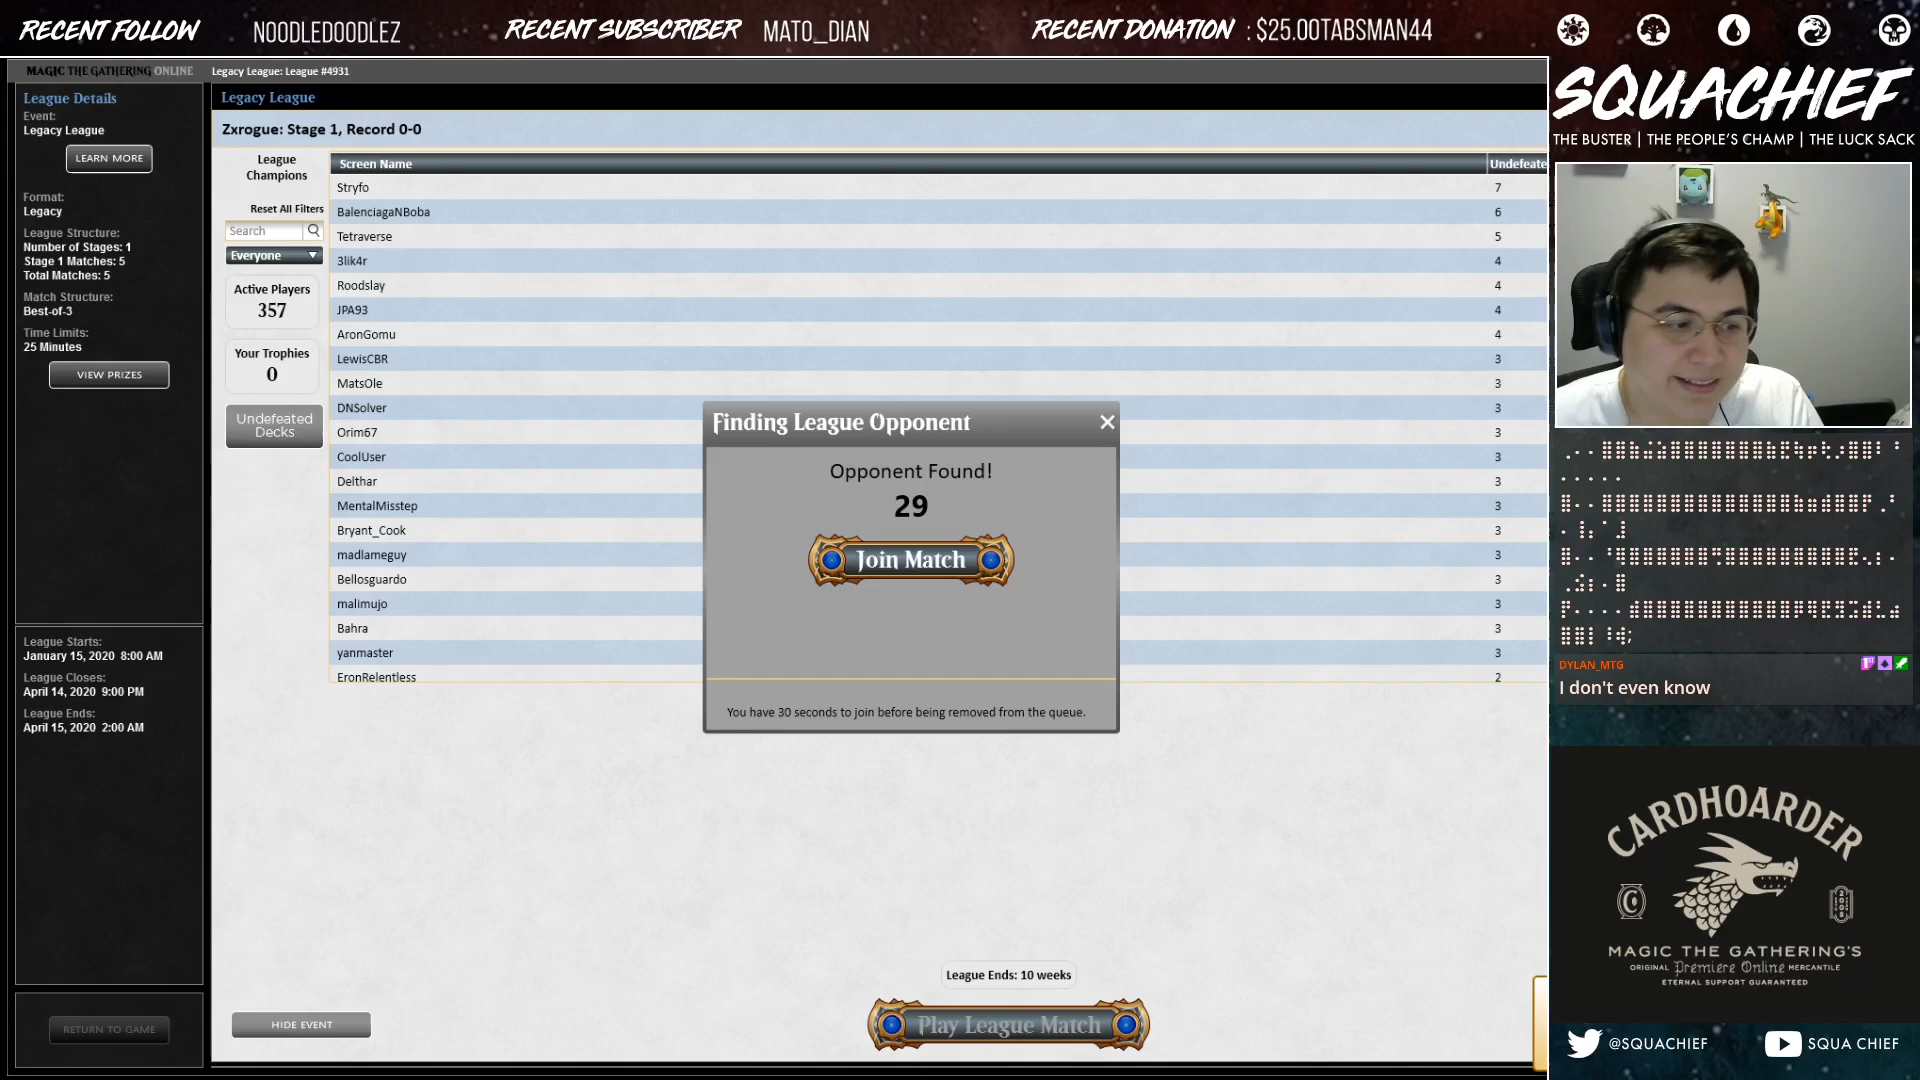 RECENT FOLLOW NOODLEDOODLEZ RECENT SUBSCRIBER MATO_DIAN RECENT DONATION : $25.00TABSMAN44
MAGIC THE GATHERING ONLINE Legacy League: League #4931
League Details
Event:
Legacy League
LEARN MORE
Format:
Legacy
League Structure:
Number of Stages: 1
Stage 1 Matches: 5
Total Matches: 5
Match Structure:
Best-of-3
Time Limits:
25 Minutes
VIEW PRIZES
League Starts:
January 15, 2020 8:00 AM
League Closes:
April 14, 2020 9:00 PM
League Ends:
April 15, 2020 2:00 AM
RETURN TO GAME
Legacy League
Zxrogue: Stage 1, Record 0-0
League
Champions
Reset All Filters
Search
Everyone
Active Players
357
Your Trophies
0
Undefeated
Decks
Screen Name Undefeate
Stryfo 7
BalenciagaNBoba 6
Tetraverse 5
3lik4r 4
Roodslay 4
JPA93 4
AronGomu 4
LewisCBR 3
MatsOle 3
DNSolver 3
Orim67 3
CoolUser 3
Delthar 3
MentalMisstep 3
Bryant_Cook 3
madlameguy 3
Bellosguardo 3
malimujo 3
Bahra 3
yanmaster 3
EronRelentless 2
Finding League Opponent
Opponent Found!
29
Join Match
You have 30 seconds to join before being removed from the queue.
League Ends: 10 weeks
Play League Match
HIDE EVENT
SQUACHIEF
THE BUSTER | THE PEOPLE'S CHAMP | THE LUCK SACK
DYLAN_MTG
I don't even know
CARDHOARDER
MAGIC THE GATHERING'S
ORIGINAL Premiere Online MERCANTILE
ETERNAL SUPPORT GUARANTEED
@SQUACHIEF SQUA CHIEF